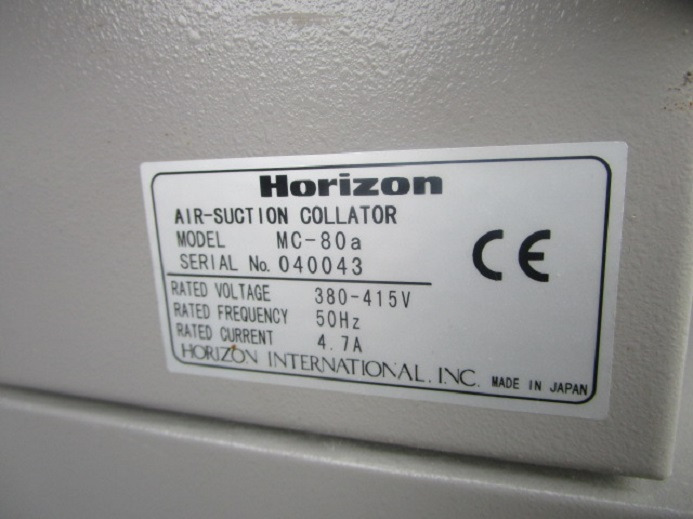 Horizon
AIR-SUCTION COLLATOR
MODEL MC-80a
SERIAL No. 040043
RATED VOLTAGE 380-415V
RATED FREQUENCY 50Hz
RATED CURRENT 4.7A
HORIZON INTERNATIONAL. INC. MADE IN JAPAN
CE